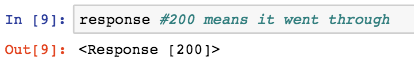 In [9]: response #200 means it went through
Out[9]: <Response [200]>